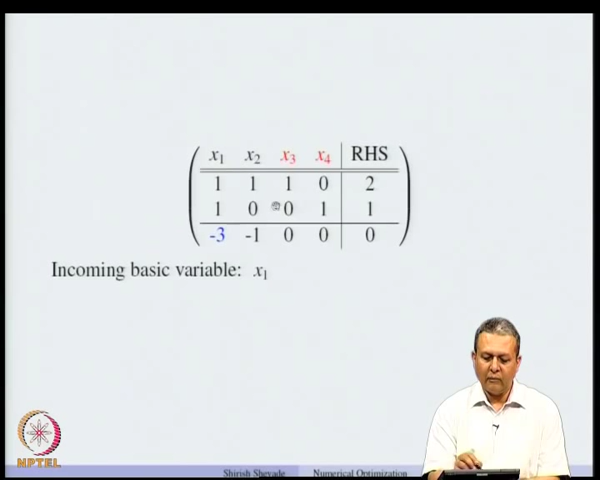 x1 x2 x3 x4 RHS
1 1 1 0 2
1 0 0 1 1
-3 -1 0 0 0
Incoming basic variable: x1
NPTEL
Shirish Shevade Numerical Optimization